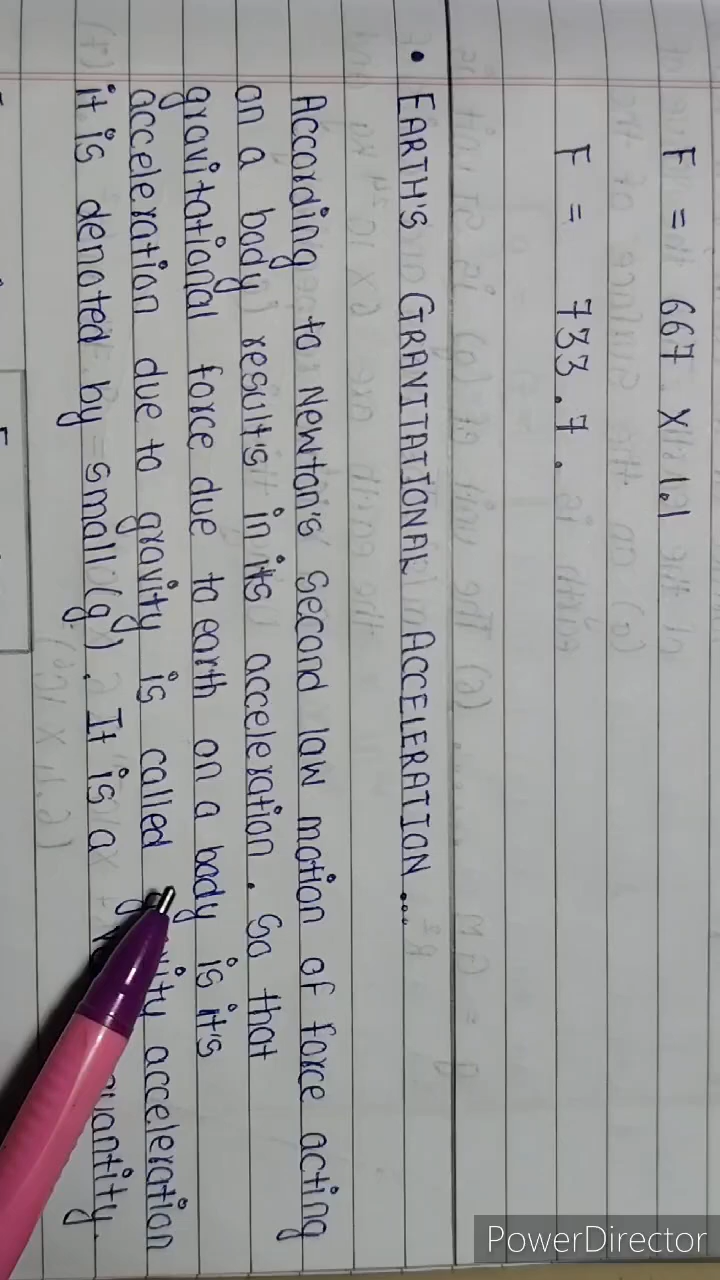 F = 667 x 1.1
F = 733.7.
• EARTH'S GRAVITATIONAL ACCELERATION...
According to Newton's second law motion of force acting
on a body result's in its acceleration. So that
gravitational force due to earth on a body is it's
acceleration due to gravity is called acceleration
it is denoted by small (g). It is a quantity.
PowerDirector